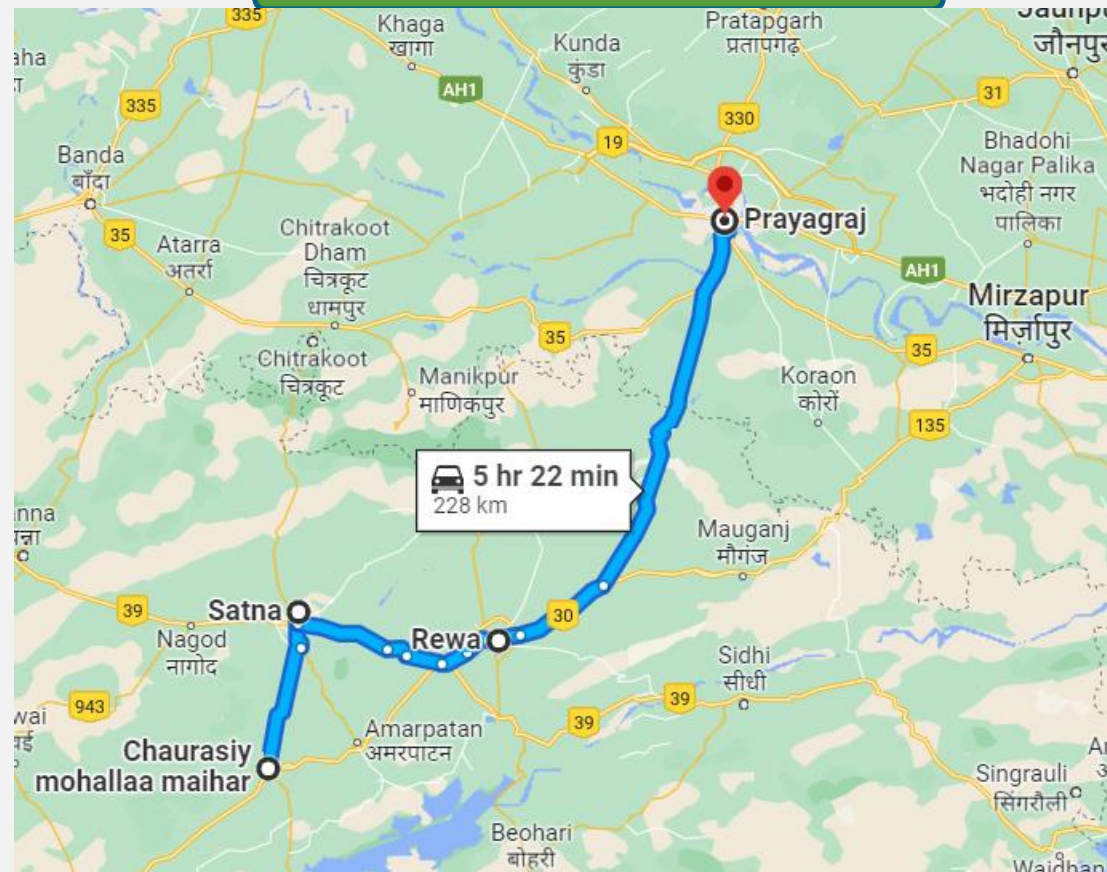 335
Khaga
खागा
Kunda
कुंडा
Pratapgarh
प्रतापगढ़
जौनपुर
AH1
335
330
31
19
Banda
बाँदा
Bhadohi
Nagar Palika
भदोही नगर
पालिका
35
Atarra
अतर्रा
Chitrakoot
Dham
चित्रकूट
धामपुर
Prayagraj
AH1
Mirzapur
मिर्ज़ापुर
35
35
Chitrakoot
चित्रकूट
Manikpur
माणिकपुर
Koraon
कोरों
135
5 hr 22 min
228 km
Mauganj
मौगंज
39
Satna
Nagod
नागोद
Rewa
30
Sidhi
सीधी
39
943
39
Amarpatan
अमरपाटन
Chaurasiy
mohallaa maihar
Singrauli
सिंगरौली
Beohari
बोहरी